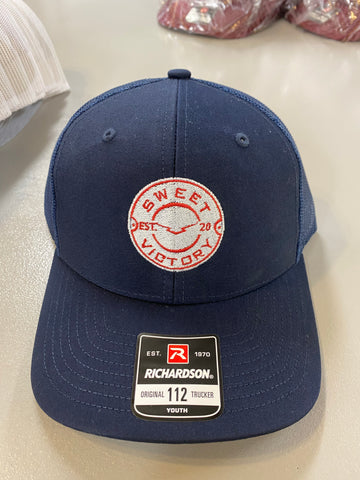 SWEET
EST. 20
VICTORY
EST. R 1970
RICHARDSON®
ORIGINAL 112 TRUCKER
YOUTH